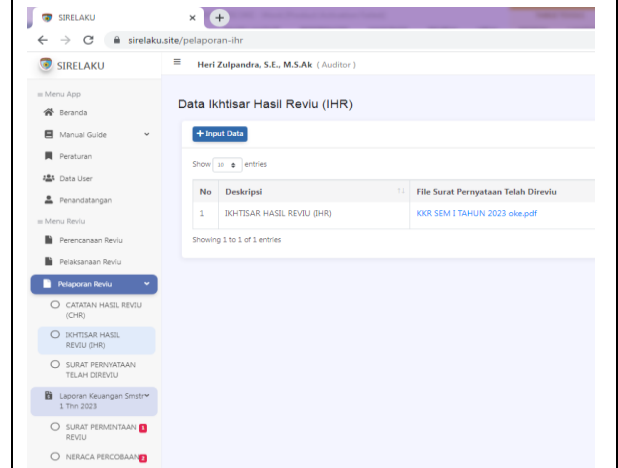 SIRELAKU
sirelaku.site/pelaporan-ihr
SIRELAKU
Heri Zulpandra, S.E., M.S.Ak ( Auditor )
Menu App
Beranda
Manual Guide
Peraturan
Data User
Penandatangan
Menu Reviu
Perencanaan Reviu
Pelaksanaan Reviu
Pelaporan Reviu
CATATAN HASIL REVIU
(CHR)
IKHTISAR HASIL
REVIU (IHR)
SURAT PERNYATAAN
TELAH DIREVIU
Laporan Keuangan Smstr
1 Thn 2023
SURAT PERMINTAAN 1
REVIU
NERACA PERCOBAAN
Data Ikhtisar Hasil Reviu (IHR)
+ Input Data
Show 10 entries
No Deskripsi File Surat Pernyataan Telah Direviu
1 IKHTISAR HASIL REVIU (IHR) KKR SEM I TAHUN 2023 oke.pdf
Showing 1 to 1 of 1 entries